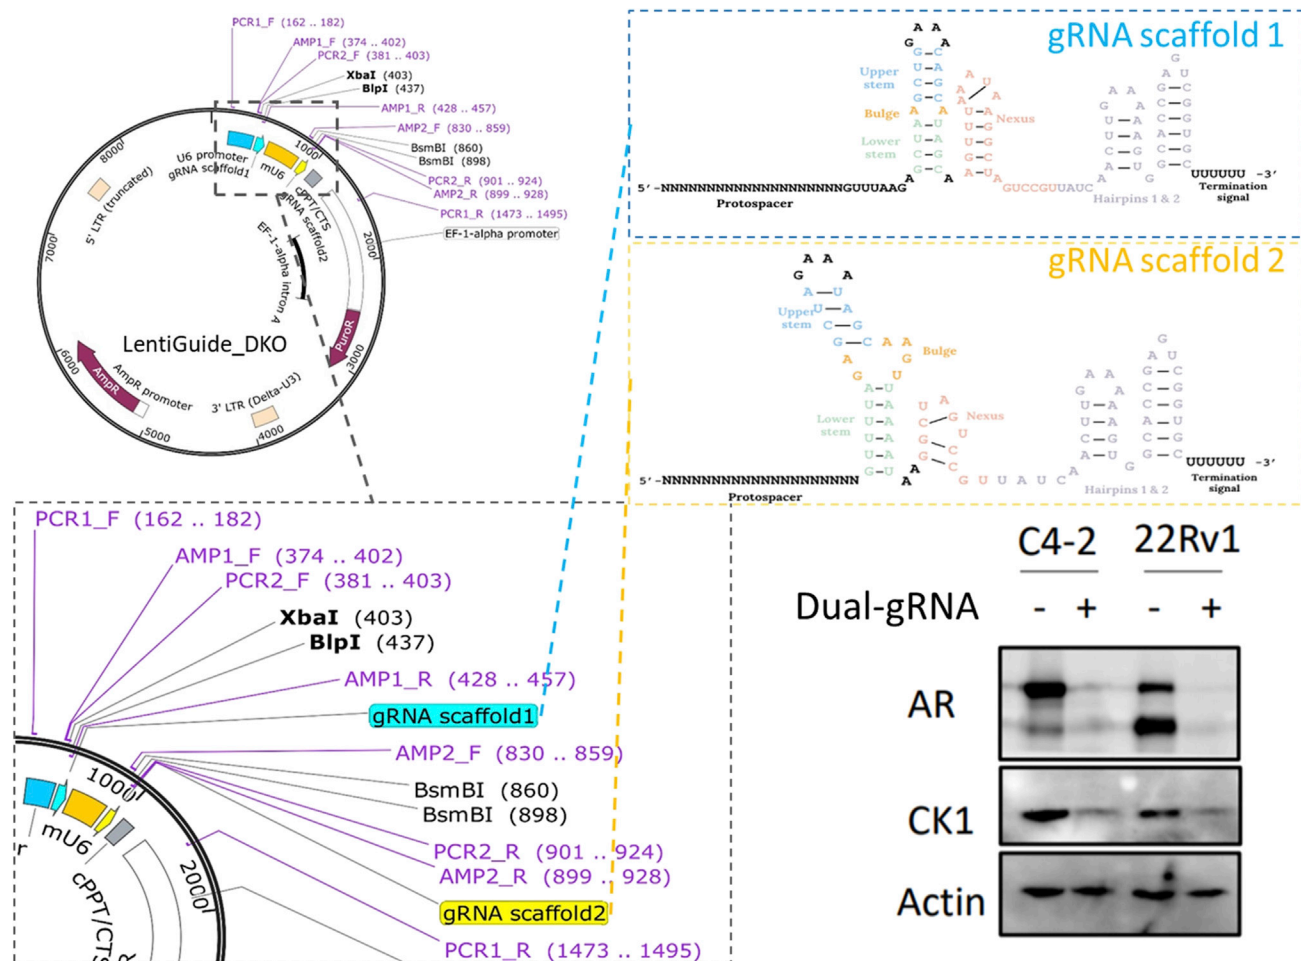 PCR1_F (162 .. 182)
AMP1_F (374 .. 402)
PCR2_F (381 .. 403)
XbaI (403)
BlpI (437)
AMP1_R (428 .. 457)
AMP2_F (830 .. 859)
BsmBI (860)
BsmBI (898)
PCR2_R (901 .. 924)
AMP2_R (899 .. 928)
PCR1_R (1473 .. 1495)
EF-1-alpha promoter
8000
1000
2000
3000
4000
5000
6000
7000
U6 promoter
gRNA scaffold1
mU6
cPPT/CTS
gRNA scaffold2
EF-1-alpha intron A
5' LTR (truncated)
LentiGuide_DKO
PuroR
AmpR
AmpR promoter
3' LTR (Delta-U3)
gRNA scaffold 1
Upper
stem
Bulge
Lower
stem
Nexus
5'-NNNNNNNNNNNNNNNNNNNNGUUUAAG
Protospacer
GUCCGUUAUC
Hairpins 1 & 2
UUUUUU -3'
Termination
signal
gRNA scaffold 2
Upper
stem
Bulge
Lower
stem
Nexus
5'-NNNNNNNNNNNNNNNNNNNN
Protospacer
GUUAUC
Hairpins 1 & 2
UUUUUU -3'
Termination
signal
PCR1_F (162 .. 182)
AMP1_F (374 .. 402)
PCR2_F (381 .. 403)
XbaI (403)
BlpI (437)
AMP1_R (428 .. 457)
gRNA scaffold1
AMP2_F (830 .. 859)
BsmBI (860)
BsmBI (898)
PCR2_R (901 .. 924)
AMP2_R (899 .. 928)
gRNA scaffold2
PCR1_R (1473 .. 1495)
1000
2000
mU6
r
cPPT/CTS
C4-2 22Rv1
Dual-gRNA - + - +
AR
CK1
Actin